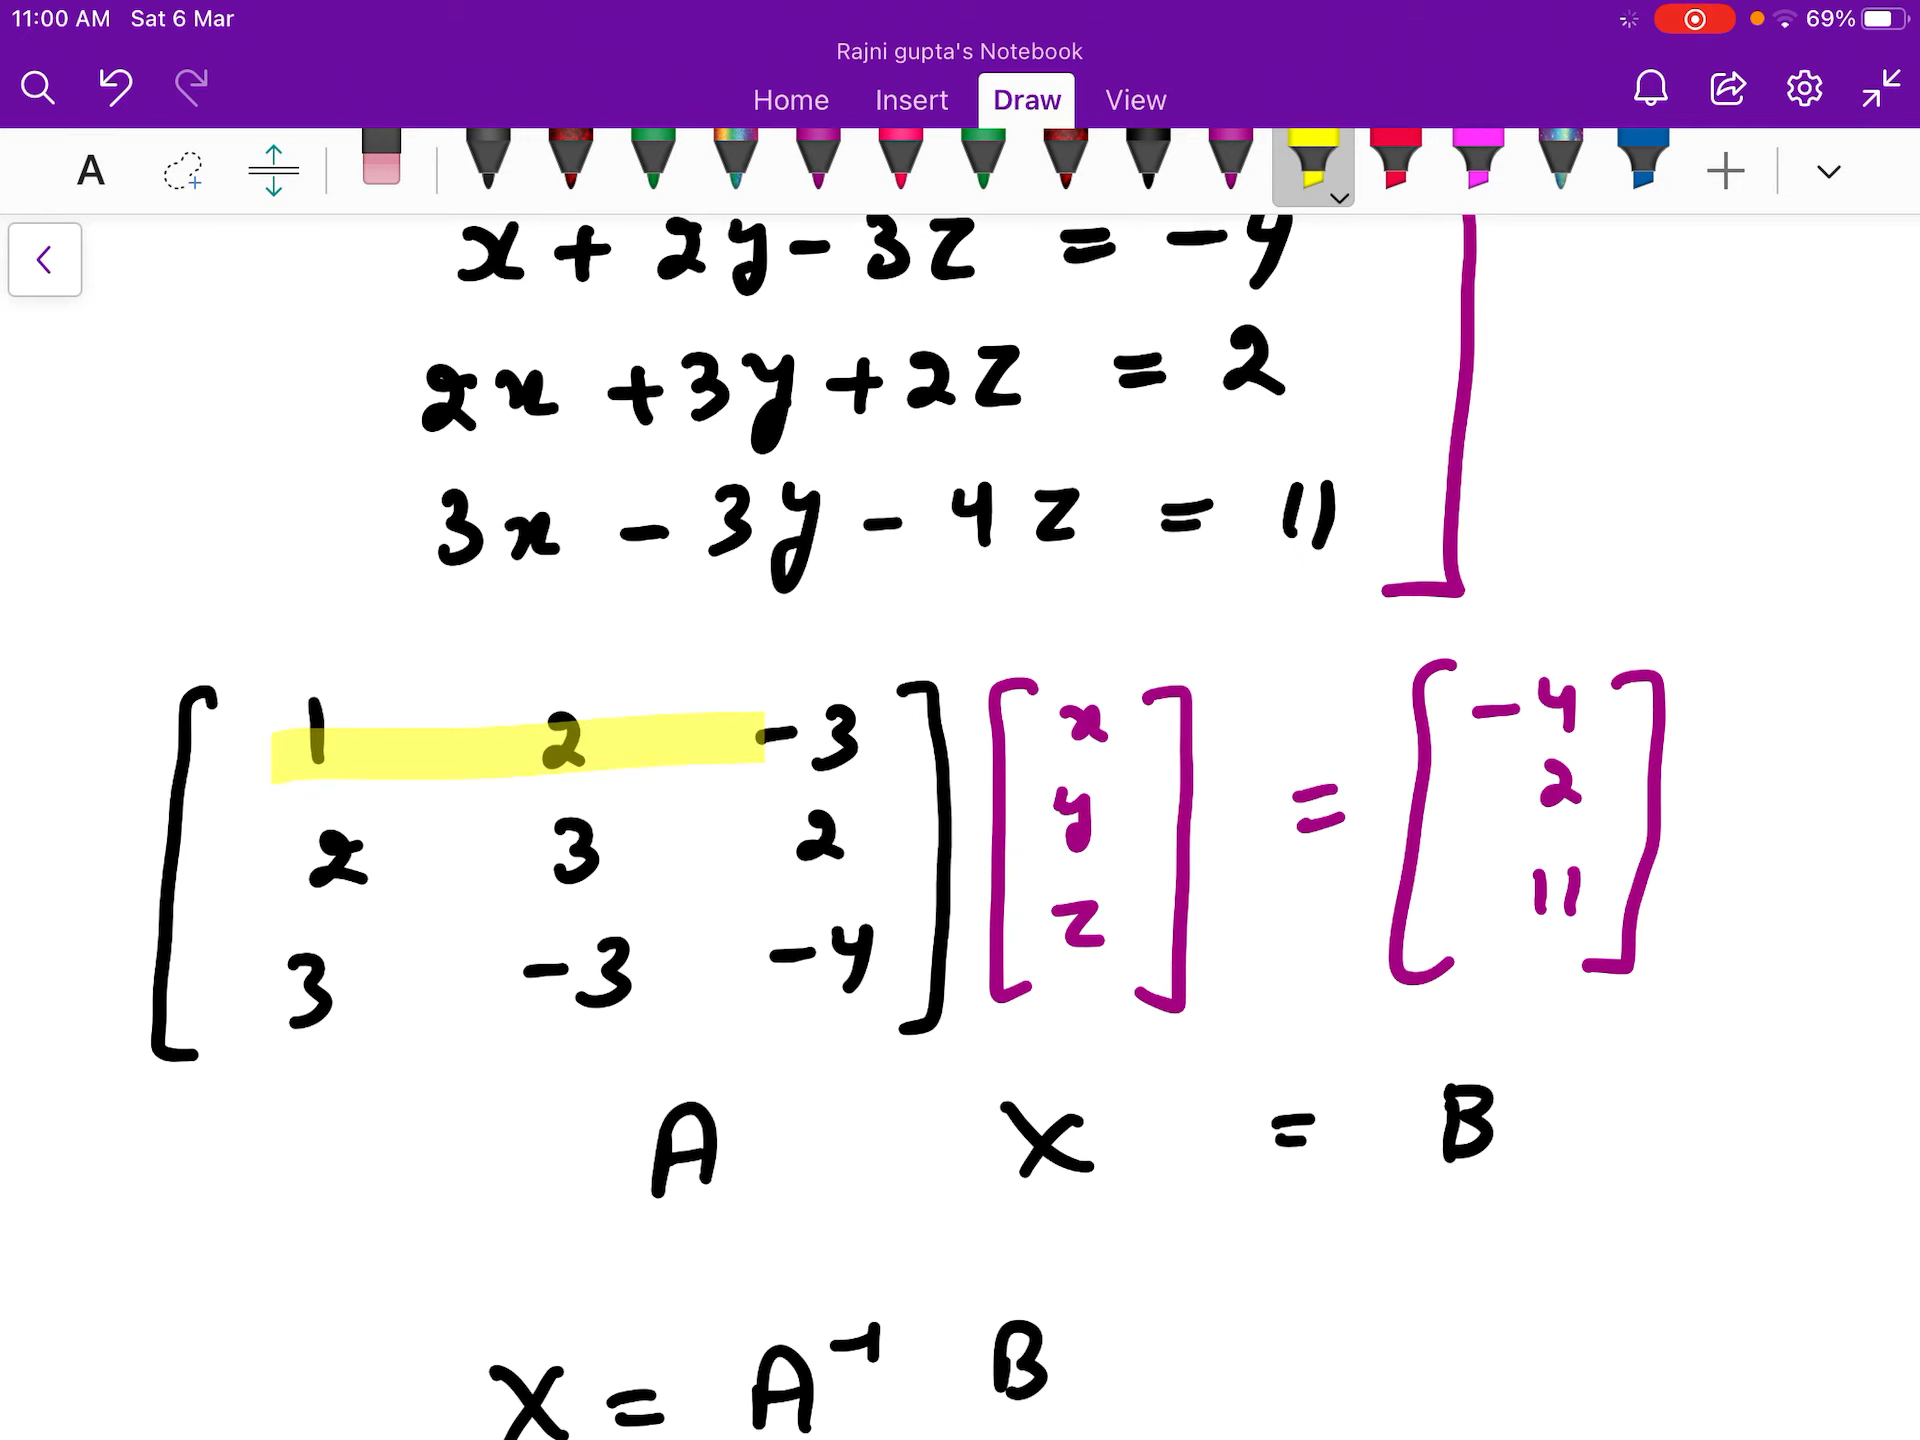 11:00 AM Sat 6 Mar 69%
Rajni gupta's Notebook
Home Insert Draw View
A
x + 2y - 3z = -4
2x + 3y + 2z = 2
3x - 3y - 4z = 11
1 2 -3 x -4
2 3 2 y = 2
3 -3 -4 z 11
A X = B
X = A⁻¹ B